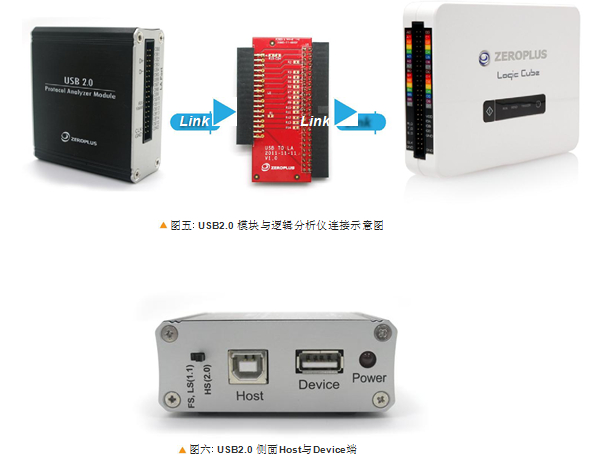 USB 2.0
Protocol Analyzer Module
ZEROPLUS
Link
USB TO LA
2011-11-11
V1.0
ZEROPLUS
Link
ZEROPLUS
Logic Cube
▲图五: USB2.0 模块与逻辑分析仪连接示意图
FS, LS(1.1)
HS(2.0)
Host
Device
Power
▲图六: USB2.0 侧面Host与Device端